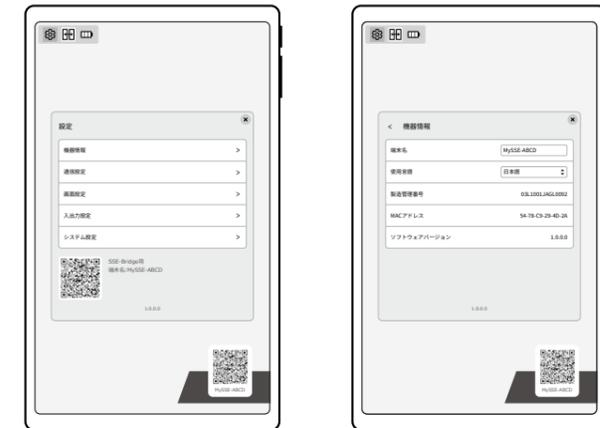 設定
機器情報 >
通信設定 >
画面設定 >
入出力設定 >
システム設定 >
SSE-Bridge用
端末名:MySSE-ABCD
1.0.0.0
MySSE-ABCD
< 機器情報
端末名 MySSE-ABCD
使用言語 日本語
製造管理番号 03L1001JAGL0092
MACアドレス 54-78-C9-29-4D-2A
ソフトウェアバージョン 1.0.0.0
1.0.0.0
MySSE-ABCD